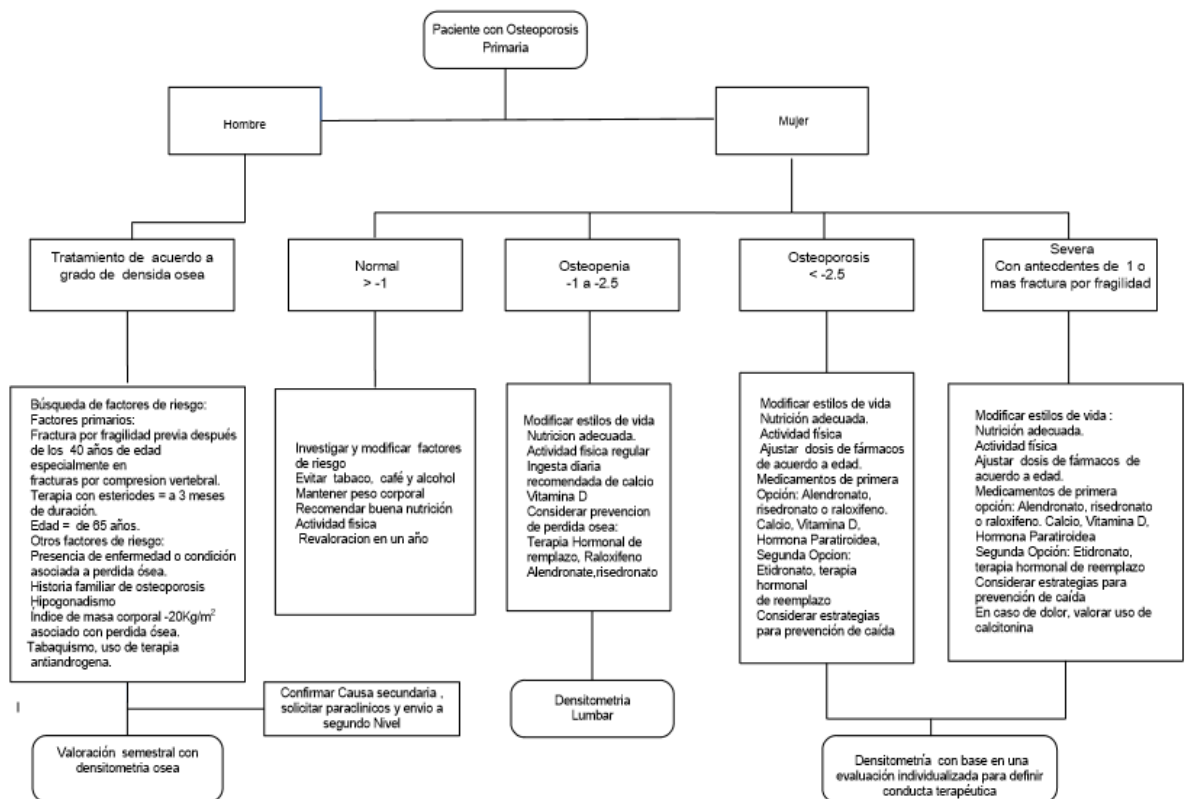 Paciente con Osteoporosis
Primaria
Hombre
Mujer
Tratamiento de acuerdo a
grado de densida osea
Normal
> -1
Osteopenia
-1 a -2.5
Osteoporosis
< -2.5
Severa
Con antecdentes de 1 o
mas fractura por fragilidad
Búsqueda de factores de riesgo:
Factores primarios:
Fractura por fragilidad previa después
de los 40 años de edad
especialmente en
fracturas por compresion vertebral.
Terapia con esteriodes = a 3 meses
de duración.
Edad = de 65 años.
Otros factores de riesgo:
Presencia de enfermedad o condición
asociada a perdida ósea.
Historia familiar de osteoporosis
Hipogonadismo
Índice de masa corporal -20Kg/m²
asociado con perdida ósea.
Tabaquismo, uso de terapia
antiandrogena.
Investigar y modificar factores
de riesgo
Evitar tabaco, café y alcohol
Mantener peso corporal
Recomendar buena nutrición
Actividad fisica
Revaloracion en un año
Modificar estilos de vida
Nutricion adecuada.
Actividad fisica regular
Ingesta diaria
recomendada de calcio
Vitamina D
Considerar prevencion
de perdida osea:
Terapia Hormonal de
remplazo, Raloxifeno
Alendronate,risedronato
Modificar estilos de vida
Nutrición adecuada.
Actividad física
Ajustar dosis de fármacos
de acuerdo a edad.
Medicamentos de primera
Opción: Alendronato,
risedronato o raloxifeno.
Calcio, Vitamina D,
Hormona Paratiroidea,
Segunda Opcion:
Etidronato, terapia
hormonal
de reemplazo
Considerar estrategias
para prevención de caída
Modificar estilos de vida :
Nutrición adecuada.
Actividad física
Ajustar dosis de fármacos de
acuerdo a edad.
Medicamentos de primera
opción: Alendronato, risedronato
o raloxifeno. Calcio, Vitamina D,
Hormona Paratiroidea
Segunda Opción: Etidronato,
terapia hormonal de reemplazo
Considerar estrategias para
prevención de caída
En caso de dolor, valorar uso de
calcitonina
Confirmar Causa secundaria ,
solicitar paraclinicos y envio a
segundo Nivel
Densitometria
Lumbar
I
Valoración semestral con
densitometria osea
Densitometría con base en una
evaluación individualizada para definir
conducta terapéutica